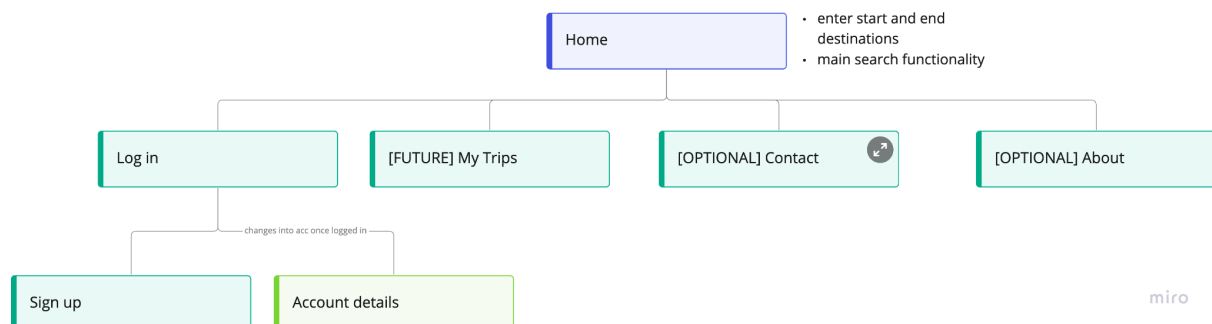 Home
• enter start and end
destinations
• main search functionality
Log in
[FUTURE] My Trips
[OPTIONAL] Contact
[OPTIONAL] About
changes into acc once logged in
Sign up
Account details
miro